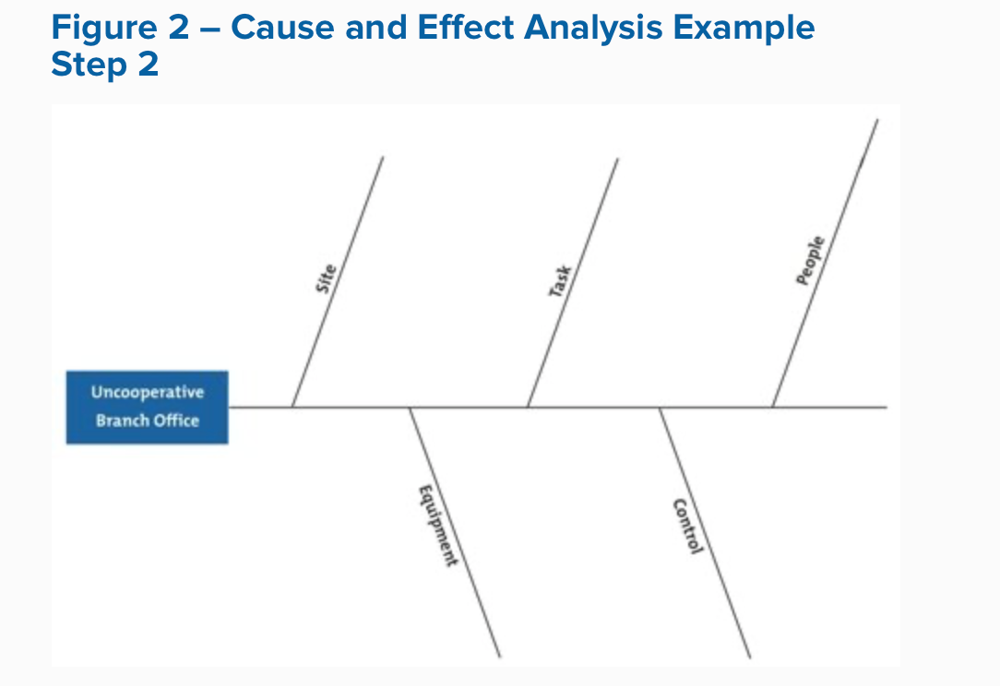 Figure 2 – Cause and Effect Analysis Example
Step 2
Site
Task
People
Uncooperative
Branch Office
Equipment
Control